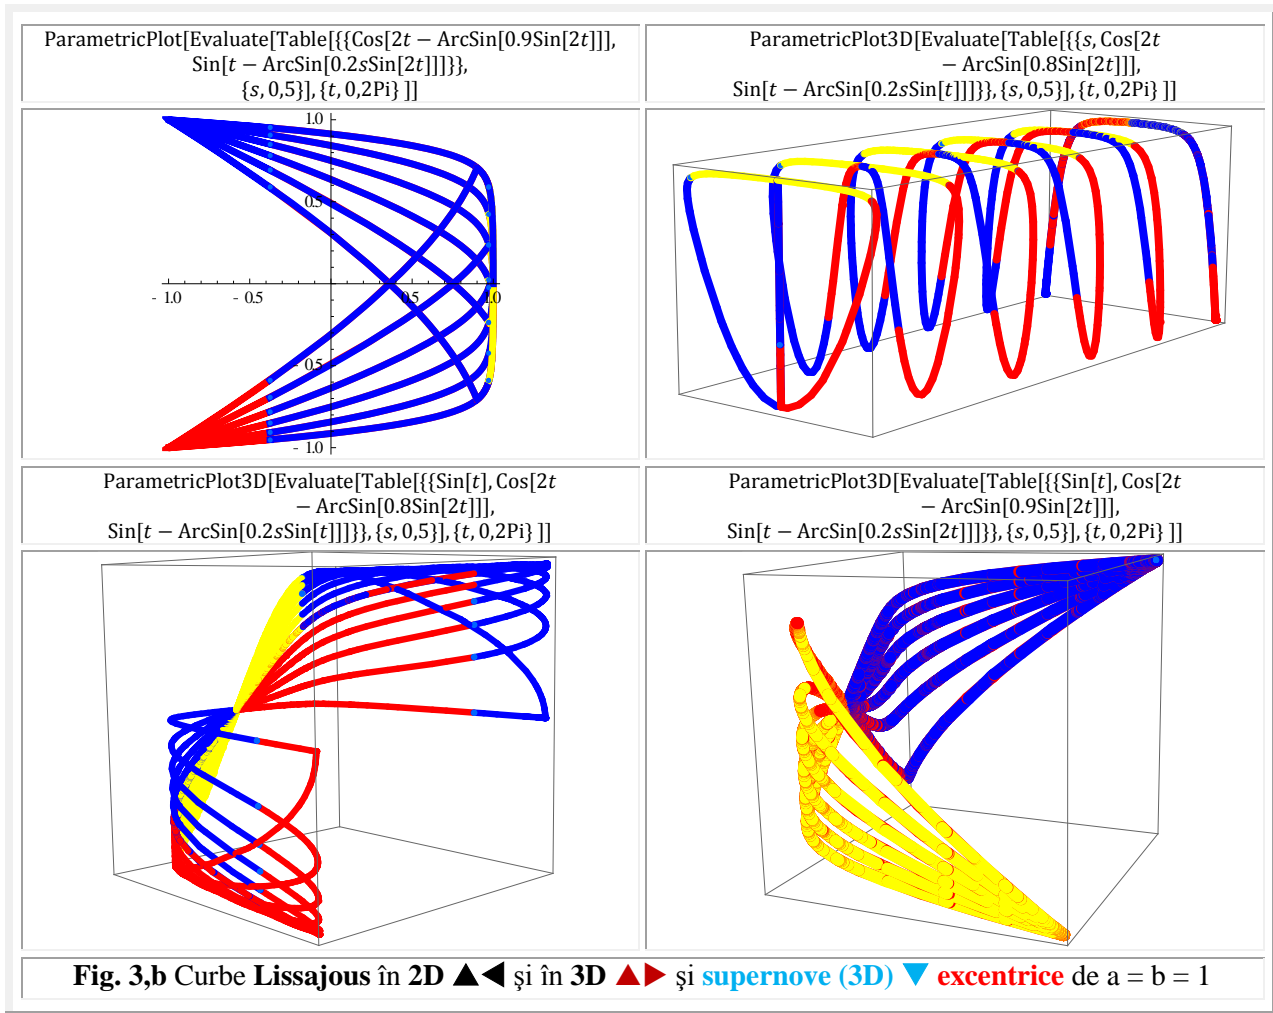 ParametricPlot[Evaluate[Table[{{Cos[2t − ArcSin[0.9Sin[2t]]],
Sin[t − ArcSin[0.2sSin[2t]]]}},
{s, 0,5}], {t, 0,2Pi} ]]
ParametricPlot3D[Evaluate[Table[{{s, Cos[2t
− ArcSin[0.8Sin[2t]]],
Sin[t − ArcSin[0.2sSin[t]]]}}, {s, 0,5}], {t, 0,2Pi} ]]
1.0
0.5
- 1.0
- 0.5
0.5
1.0
- 0.5
- 1.0
ParametricPlot3D[Evaluate[Table[{{Sin[t], Cos[2t
− ArcSin[0.8Sin[2t]]],
Sin[t − ArcSin[0.2sSin[t]]]}}, {s, 0,5}], {t, 0,2Pi} ]]
ParametricPlot3D[Evaluate[Table[{{Sin[t], Cos[2t
− ArcSin[0.9Sin[2t]]],
Sin[t − ArcSin[0.2sSin[2t]]]}}, {s, 0,5}], {t, 0,2Pi} ]]
Fig. 3,b Curbe Lissajous în 2D ▲◀ şi în 3D ▲▶ şi supernove (3D) ▼ excentrice de a = b = 1